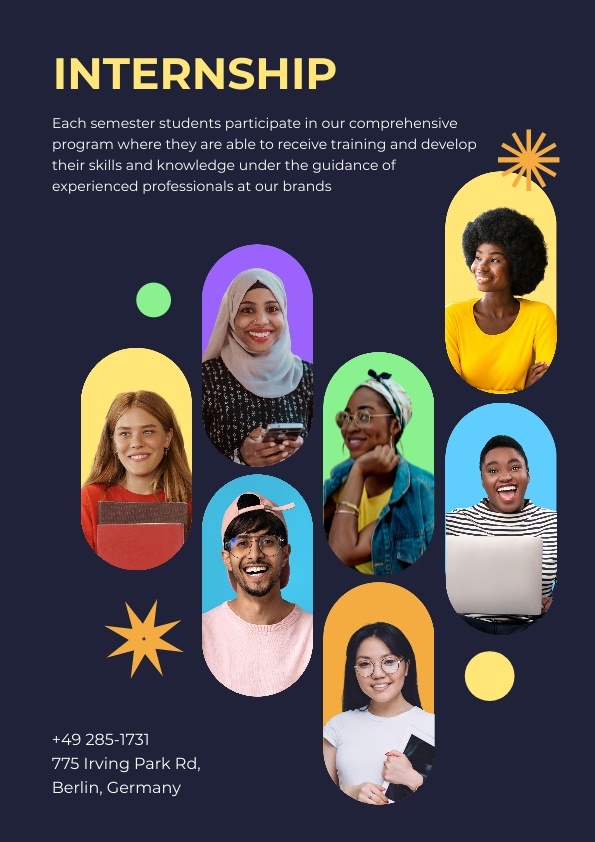 INTERNSHIP
Each semester students participate in our comprehensive
program where they are able to receive training and develop
their skills and knowledge under the guidance of
experienced professionals at our brands
+49 285-1731
775 Irving Park Rd,
Berlin, Germany